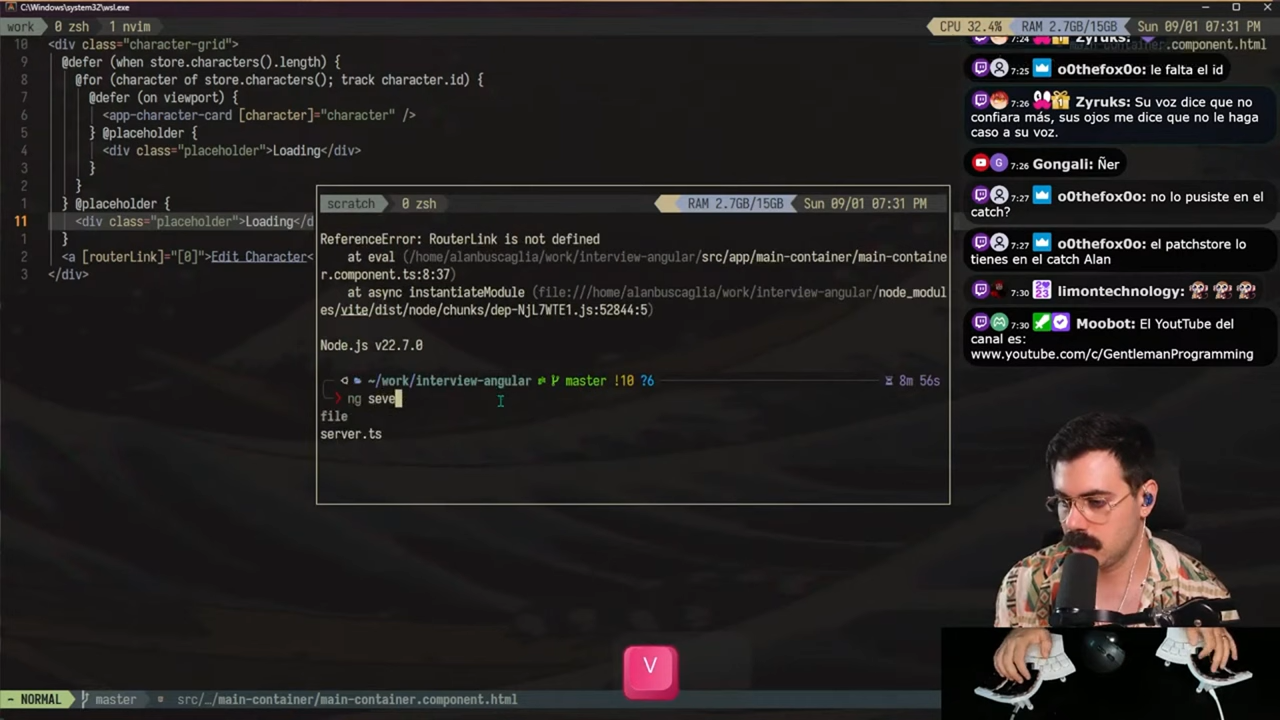 C:\Windows\system32\wsl.exe
work 0 zsh 1 nvim
CPU 32.4% RAM 2.7GB/15GB Sun 09/01 07:31 PM
10 <div class="character-grid">
9 @defer (when store.characters().length) {
8 @for (character of store.characters(); track character.id) {
7 @defer (on viewport) {
6 <app-character-card [character]="character" />
5 } @placeholder {
4 <div class="placeholder">Loading</div>
3 }
2 }
1 } @placeholder {
11 <div class="placeholder">Loading</d
1 }
2 <a [routerLink]="[0]">Edit Character<
3 </div>
scratch 0 zsh
RAM 2.7GB/15GB Sun 09/01 07:31 PM
ReferenceError: RouterLink is not defined
at eval (/home/alanbuscaglia/work/interview-angular/src/app/main-container/main-containe
r.component.ts:8:37)
at async instantiateModule (file:///home/alanbuscaglia/work/interview-angular/node_modul
es/vite/dist/node/chunks/dep-NjL7WTE1.js:52844:5)
Node.js v22.7.0
~/work/interview-angular master !10 ?6
8m 56s
ng seve
file
server.ts
7:24 Zyruks:
container.component.html
7:25 o0thefox0o: le falta el id
7:26 Zyruks: Su voz dice que no
confiara más, sus ojos me dice que no le haga
caso a su voz.
G 7:26 Gongali: Ñer
7:27 o0thefox0o: no lo pusiste en el
catch?
7:27 o0thefox0o: el patchstore lo
tienes en el catch Alan
7:30 limontechnology:
7:30 Moobot: El YoutTube del
canal es:
www.youtube.com/c/GentlemanProgramming
V
~ NORMAL master src/…/main-container/main-container.component.html